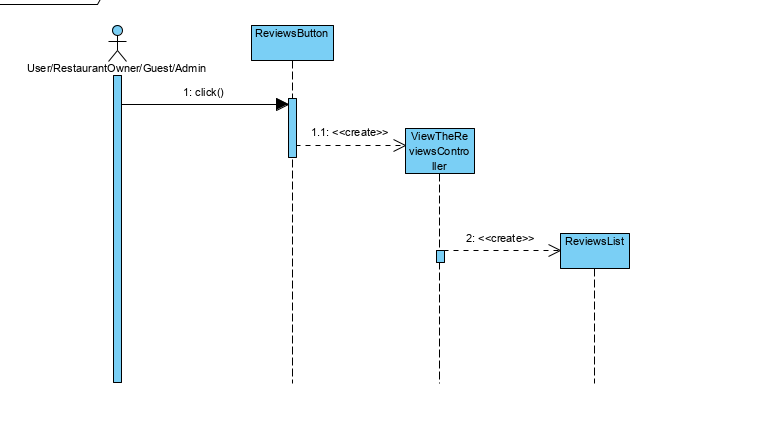 ReviewsButton
User/RestaurantOwner/Guest/Admin
1: click()
1.1: <<create>>
ViewTheRe
viewsContro
ller
2: <<create>>
ReviewsList